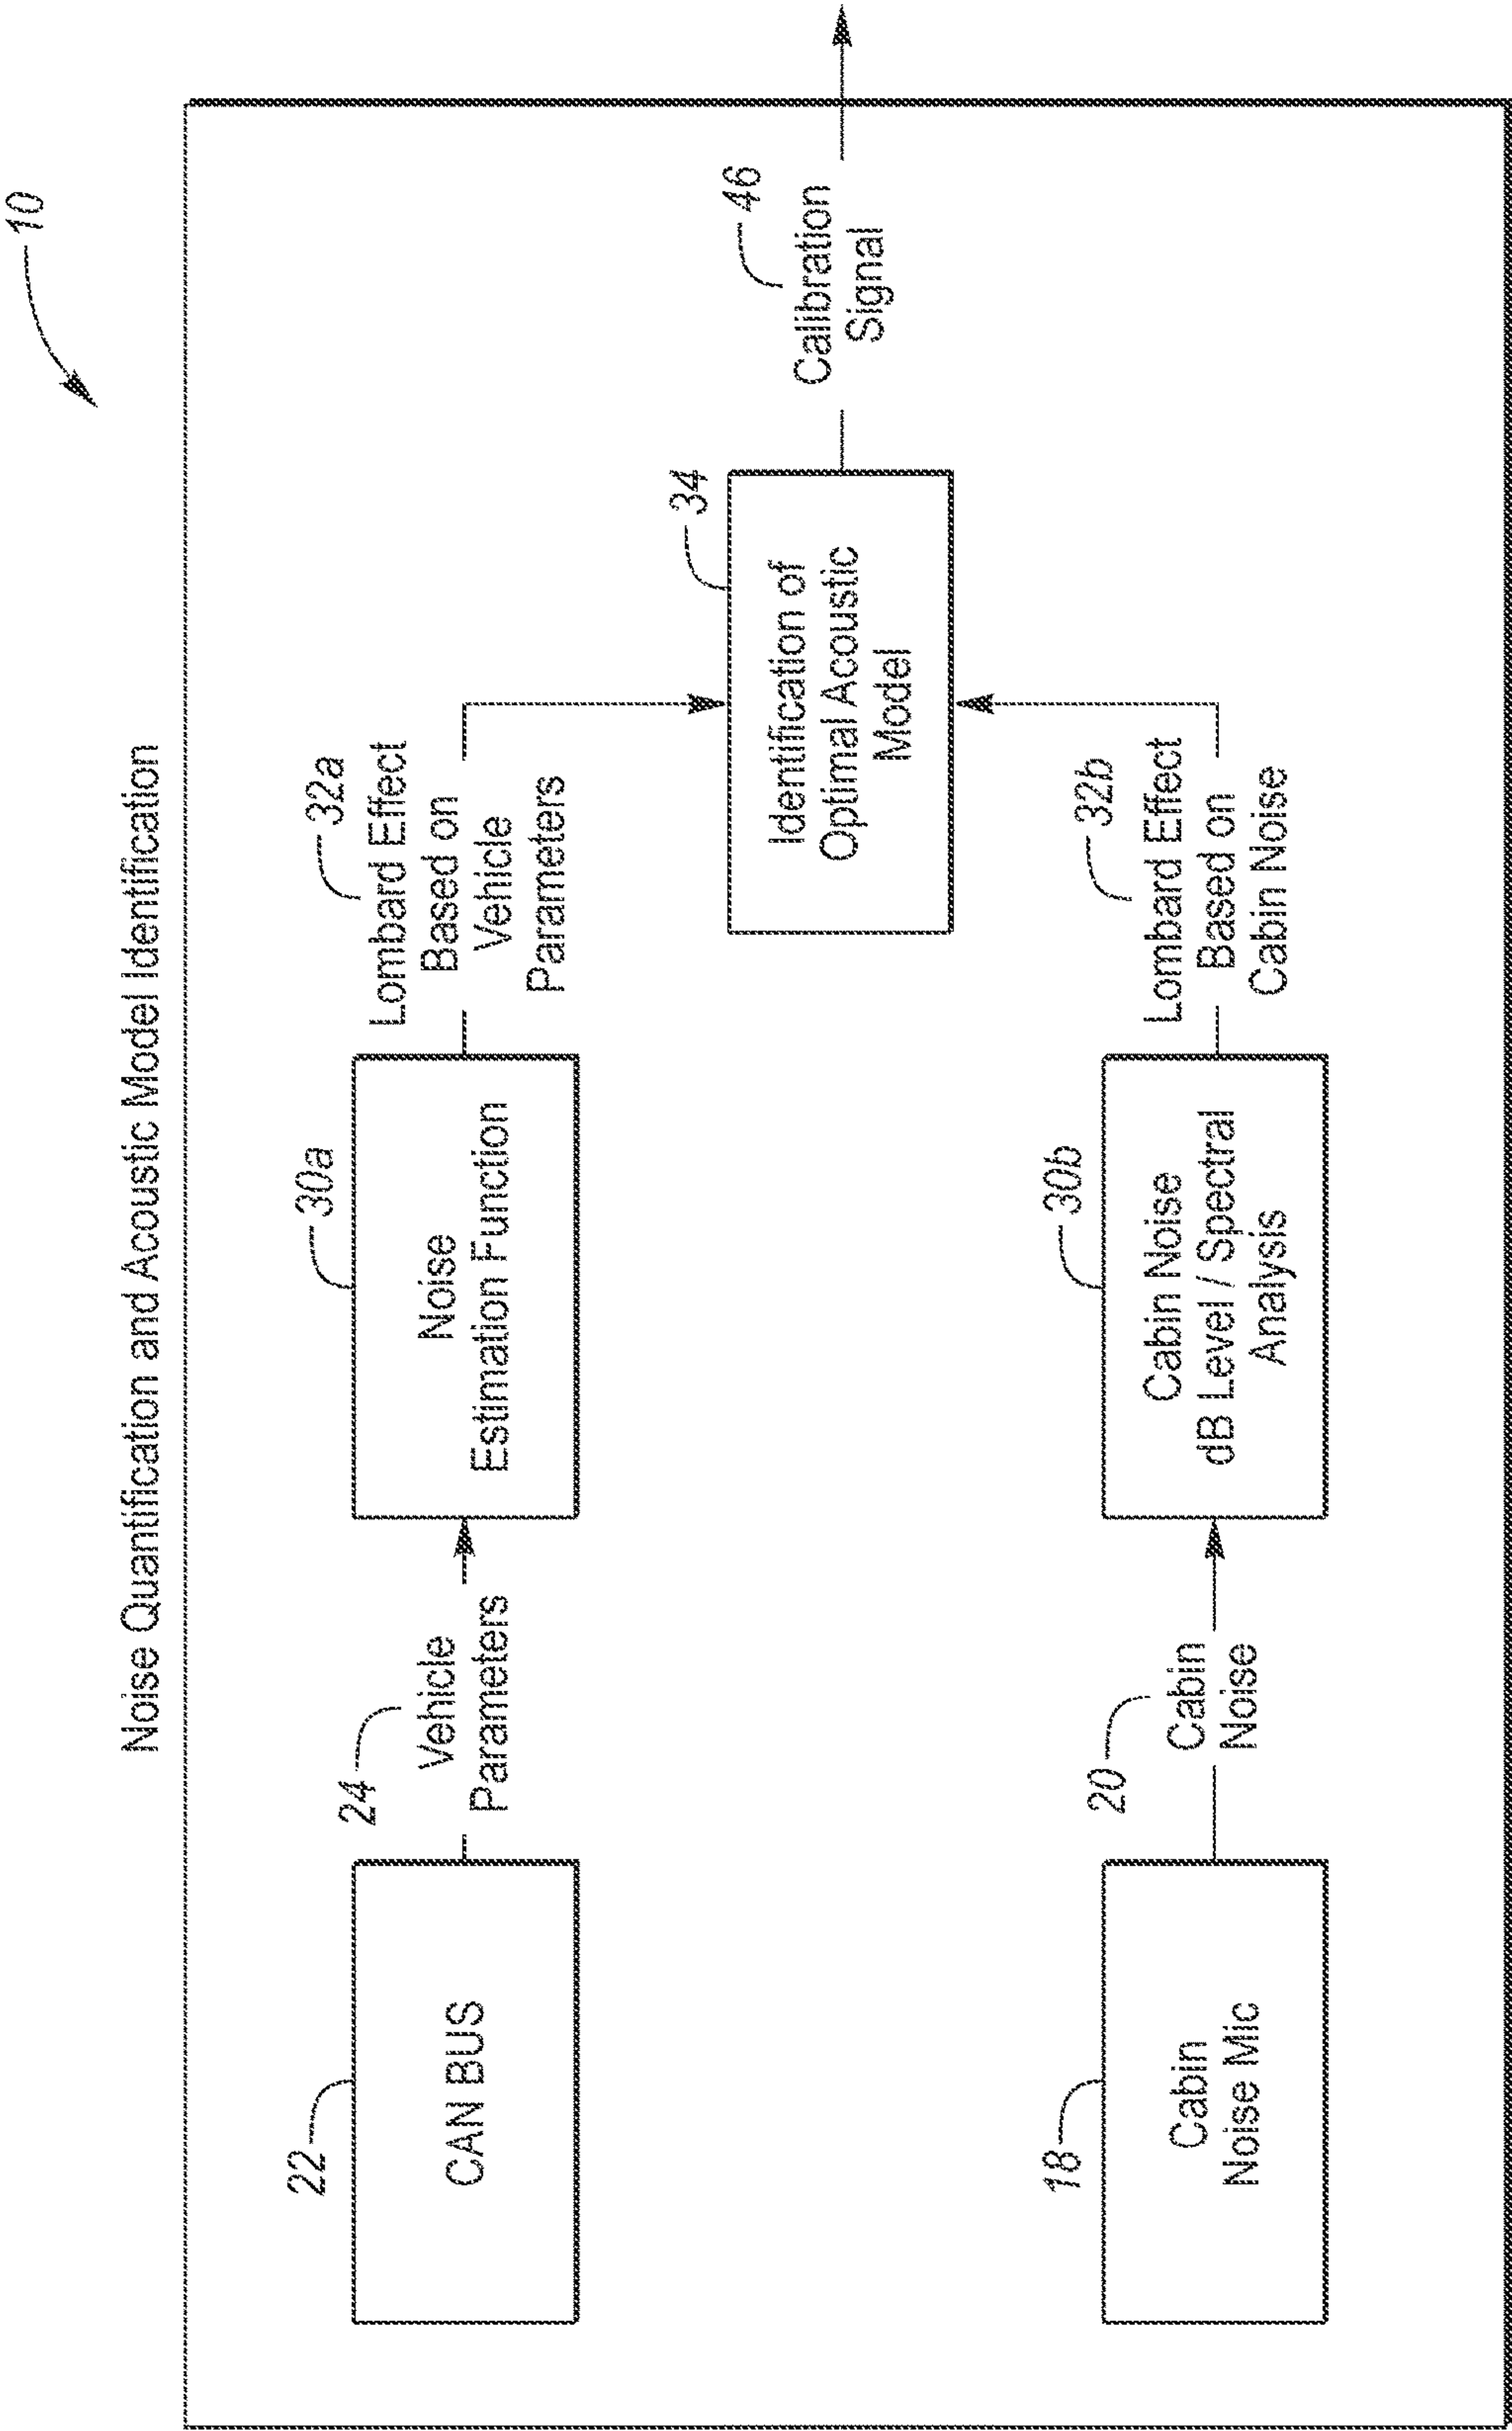 10
Noise Quantification and Acoustic Model Identification
22
CAN BUS
24
Vehicle
Parameters
30a
Noise
Estimation Function
32a
Lombard Effect
Based on
Vehicle
Parameters
34
Identification of
Optimal Acoustic
Model
46
Calibration
Signal
18
Cabin
Noise Mic
20
Cabin
Noise
30b
Cabin Noise
dB Level / Spectral
Analysis
32b
Lombard Effect
Based on
Cabin Noise